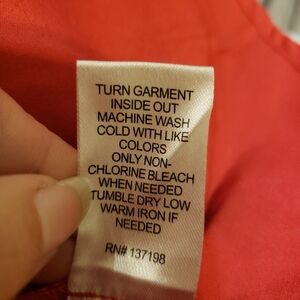 TURN GARMENT
INSIDE OUT
MACHINE WASH
COLD WITH LIKE
COLORS
ONLY NON-
CHLORINE BLEACH
WHEN NEEDED
TUMBLE DRY LOW
WARM IRON IF
NEEDED
RN# 137198